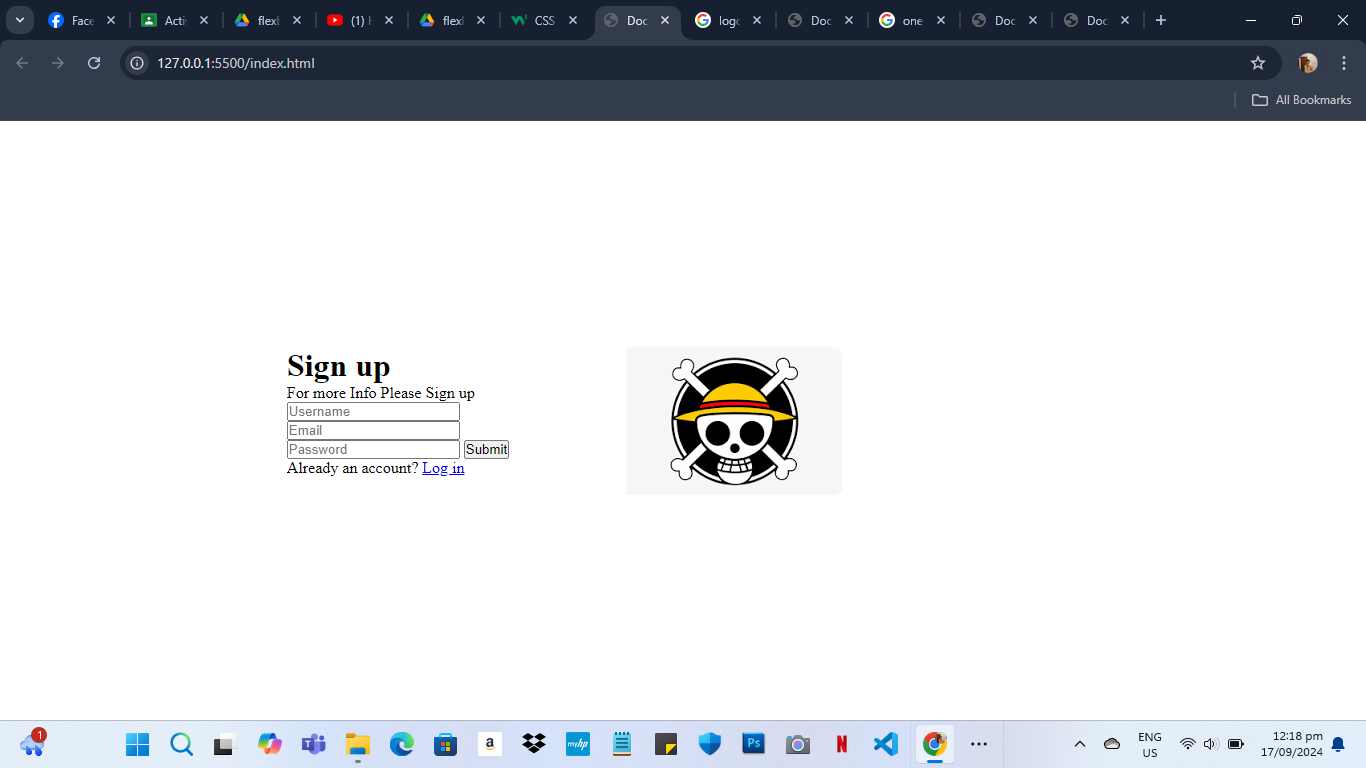 Face
Acti
flexl
(1) H
flexl
CSS
Doc
logo
Doc
one
Doc
Doc
127.0.0.1:5500/index.html
All Bookmarks
Sign up
For more Info Please Sign up
Username
Email
Password Submit
Already an account? Log in
1
a
myhp
Ps
N
ENG
US
12:18 pm
17/09/2024